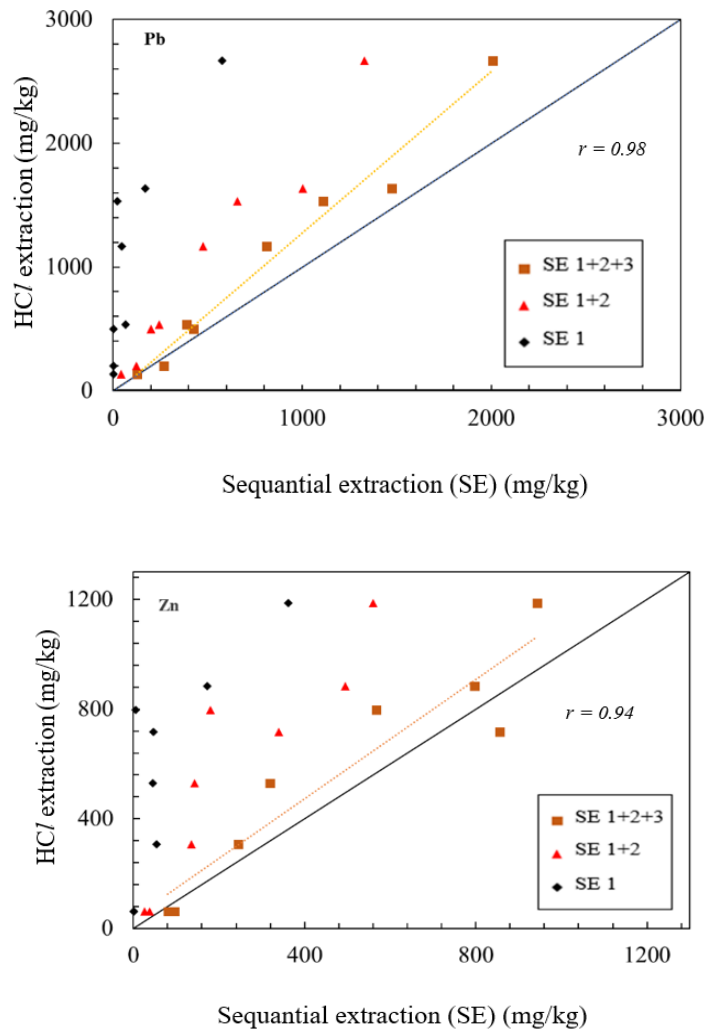 Pb
3000
2000
1000
0
HCl extraction (mg/kg)
r = 0.98
SE 1+2+3
SE 1+2
SE 1
0 1000 2000 3000
Sequantial extraction (SE) (mg/kg)
Zn
1200
800
400
0
HCl extraction (mg/kg)
r = 0.94
SE 1+2+3
SE 1+2
SE 1
0 400 800 1200
Sequantial extraction (SE) (mg/kg)